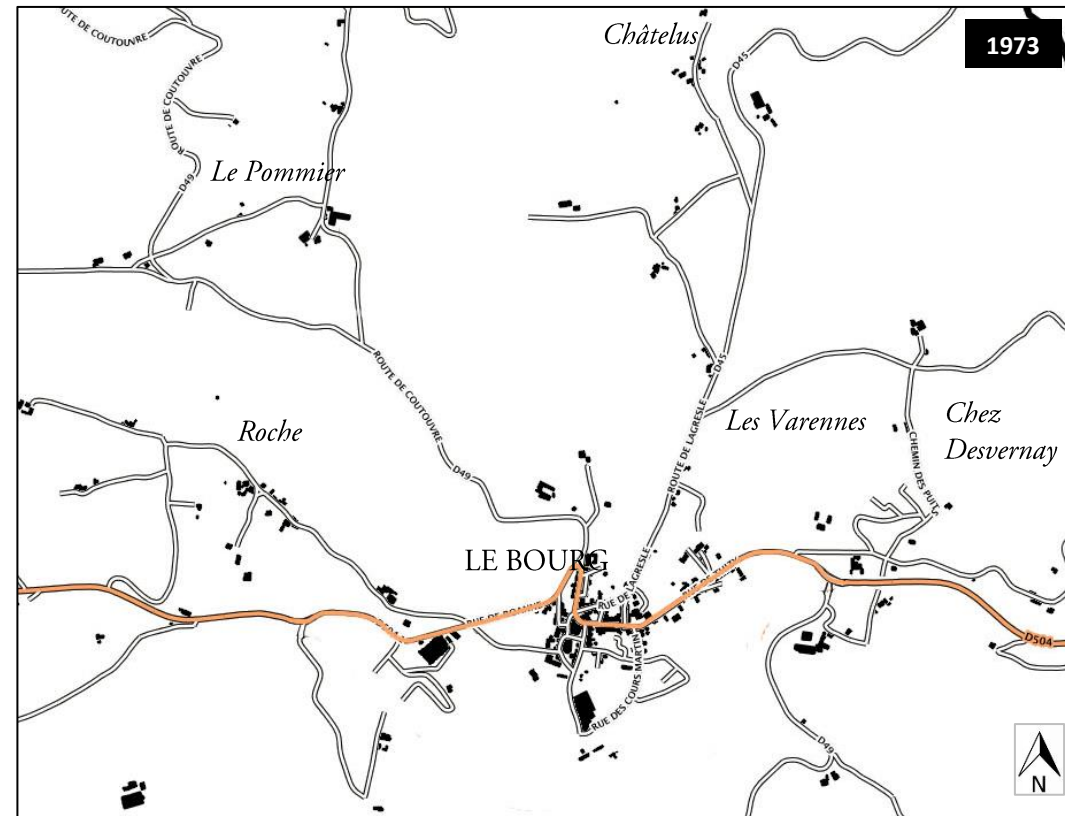 ROUTE DE COUTOUVRE
Châtelus
1973
D45
ROUTE DE COUTOUVRE
Le Pommier
D49
D45
ROUTE DE COUTOUVRE
Roche
Les Varennes
Chez
Desvernay
ROUTE DE LAGRESLE
CHEMIN DES PUITS
D49
LE BOURG
RUE DE LAGRESLE
RUE DE
RUE DES COURS MARTIN
D504
D49
N